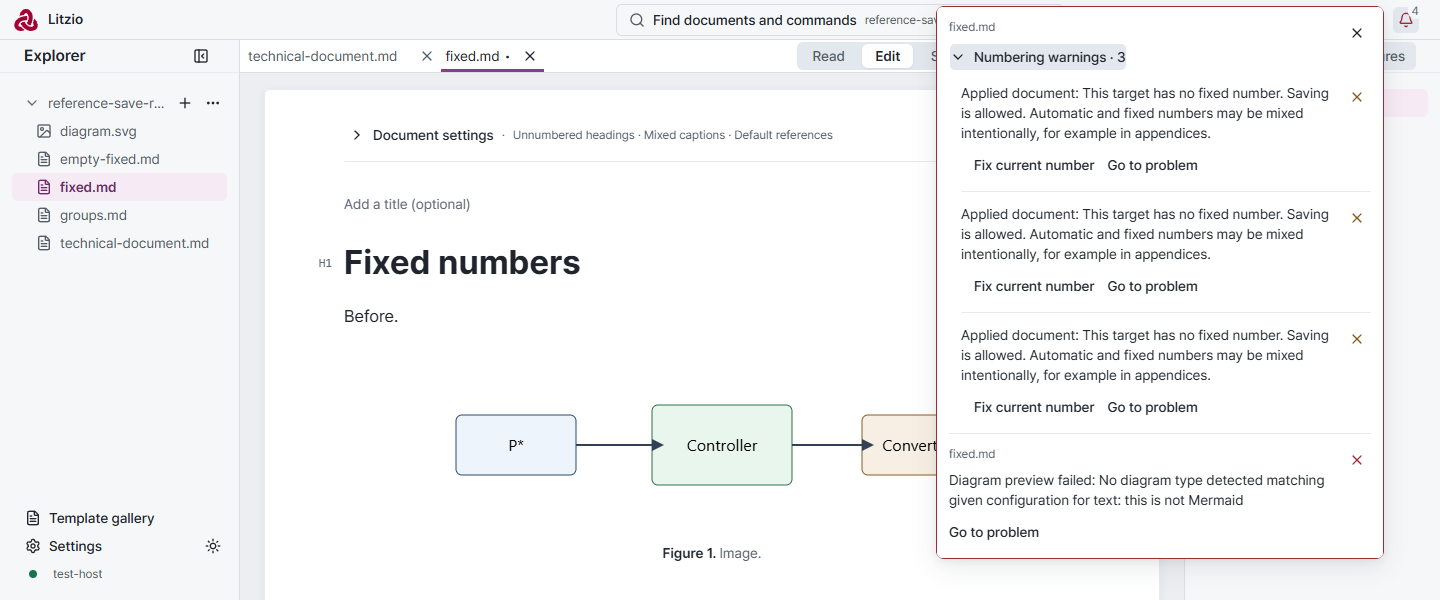 Litzio
Find documents and commands
4
Explorer
technical-document.md
fixed.md •
Read
Edit
reference-save-r...
diagram.svg
empty-fixed.md
fixed.md
groups.md
technical-document.md
Template gallery
Settings
test-host
Document settings · Unnumbered headings · Mixed captions · Default references
Add a title (optional)
H1
Fixed numbers
Before.
P*
Controller
Figure 1. Image.
fixed.md
Numbering warnings · 3
Applied document: This target has no fixed number. Saving
is allowed. Automatic and fixed numbers may be mixed
intentionally, for example in appendices.
Fix current number Go to problem
Applied document: This target has no fixed number. Saving
is allowed. Automatic and fixed numbers may be mixed
intentionally, for example in appendices.
Fix current number Go to problem
Applied document: This target has no fixed number. Saving
is allowed. Automatic and fixed numbers may be mixed
intentionally, for example in appendices.
Fix current number Go to problem
fixed.md
Diagram preview failed: No diagram type detected matching
given configuration for text: this is not Mermaid
Go to problem